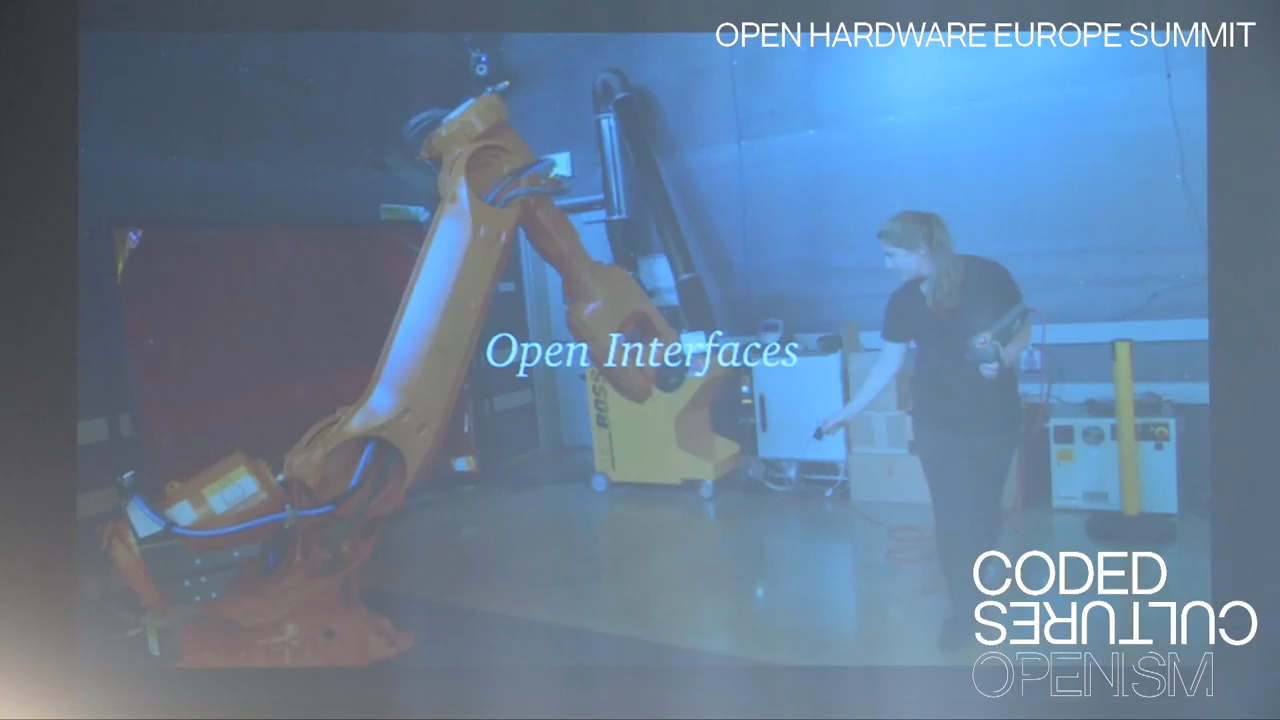 OPEN HARDWARE EUROPE SUMMIT
Open Interfaces
BOSS
CODED
CULTURES
OPENISM